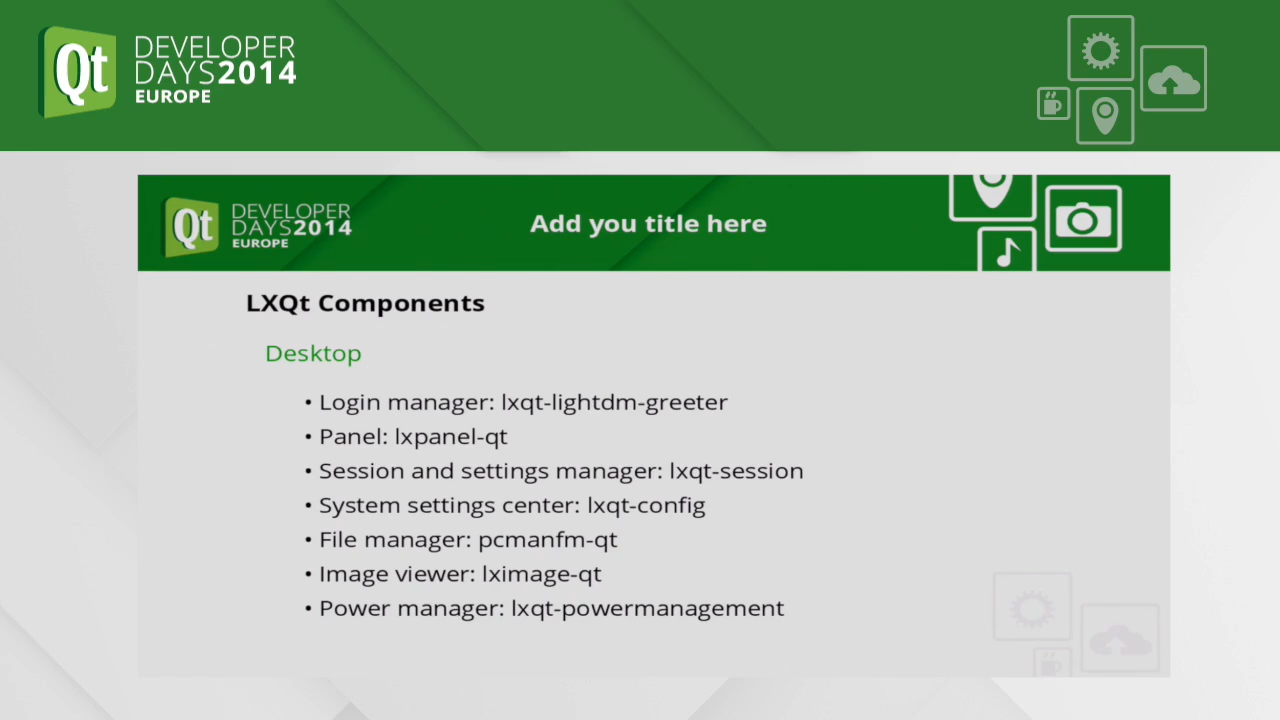 Qt DEVELOPER
DAYS2014
EUROPE
Qt DEVELOPER
DAYS2014
EUROPE
Add you title here
LXQt Components
Desktop
• Login manager: lxqt-lightdm-greeter
• Panel: lxpanel-qt
• Session and settings manager: lxqt-session
• System settings center: lxqt-config
• File manager: pcmanfm-qt
• Image viewer: lximage-qt
• Power manager: lxqt-powermanagement